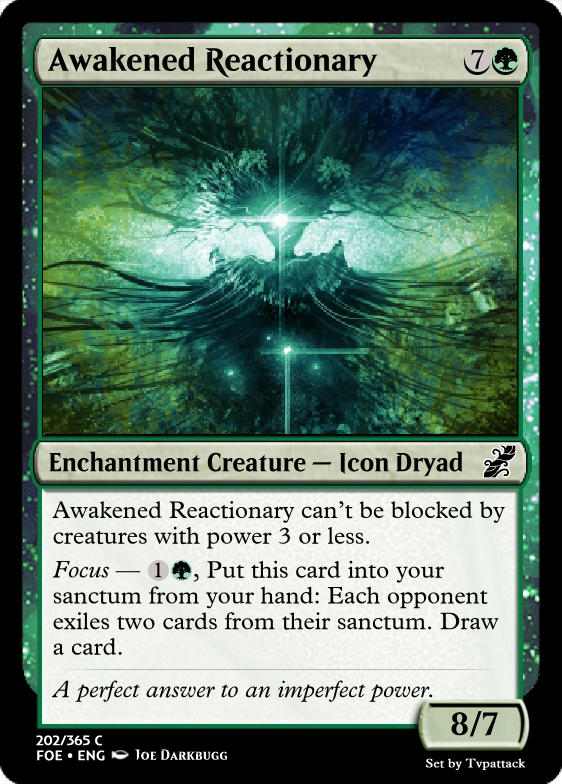 Awakened Reactionary 7
Enchantment Creature — Icon Dryad
Awakened Reactionary can't be blocked by
creatures with power 3 or less.
Focus — 1, Put this card into your
sanctum from your hand: Each opponent
exiles two cards from their sanctum. Draw
a card.
A perfect answer to an imperfect power.
8/7
202/365 C
FOE • ENG Joe Darkbugg
Set by Tvpattack